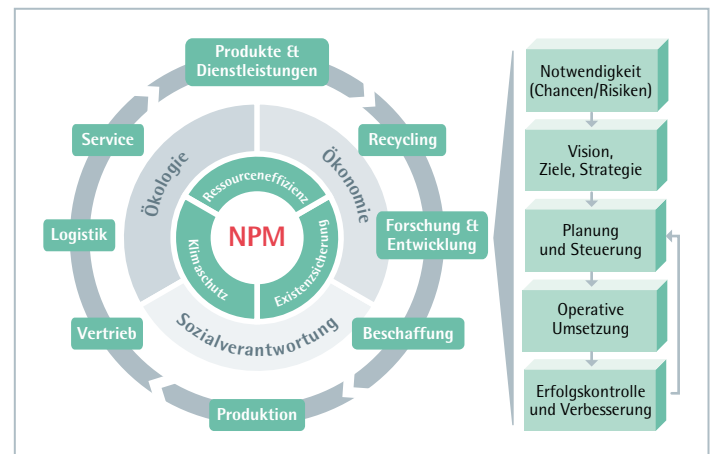 Produkte &
Dienstleistungen
Service
Recycling
Ökologie
Ökonomie
Ressourceneffizienz
Logistik
NPM
Forschung &
Entwicklung
Klimaschutz
Existenzsicherung
Sozialverantwortung
Vertrieb
Beschaffung
Produktion
Notwendigkeit
(Chancen/Risiken)
Vision,
Ziele, Strategie
Planung
und Steuerung
Operative
Umsetzung
Erfolgskontrolle
und Verbesserung